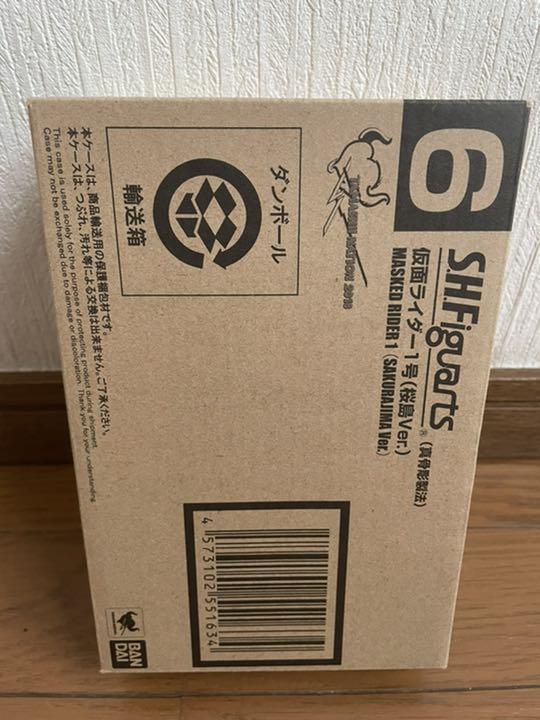 6
S.H.Figuarts
®
(真骨彫製法)
仮面ライダー1号(桜島Ver.)
MASKED RIDER 1 (SAKURAJIMA Ver.)
TAMASHII NATION 2018
ダンボール
輸送箱
本ケースは、商品輸送用の保護梱包材です。
本ケースは、つぶれ、汚れ等による交換は出来ません。ご了承ください。
This case is used solely for the purpose of protecting product during shipment.
Case may not be exchanged due to damage or discoloration. Thank you for your understanding.
4 573102 551634
BAN
DAI